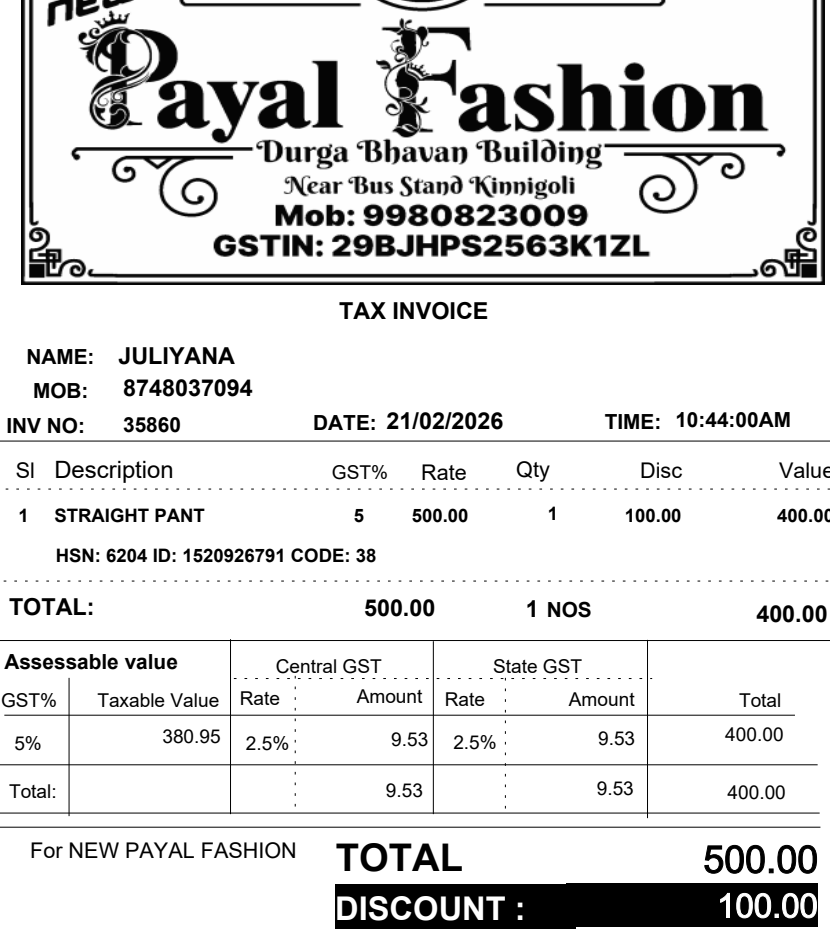 new
Payal Fashion
Durga Bhavan Building
Near Bus Stand Kinnigoli
Mob: 9980823009
GSTIN: 29BJHPS2563K1ZL
TAX INVOICE
NAME: JULIYANA
MOB: 8748037094
INV NO: 35860 DATE: 21/02/2026 TIME: 10:44:00AM
Sl Description GST% Rate Qty Disc Value
1 STRAIGHT PANT 5 500.00 1 100.00 400.00
HSN: 6204 ID: 1520926791 CODE: 38
TOTAL: 500.00 1 NOS 400.00
Assessable value Central GST State GST
GST% Taxable Value Rate Amount Rate Amount Total
5% 380.95 2.5% 9.53 2.5% 9.53 400.00
Total: 9.53 9.53 400.00
For NEW PAYAL FASHION TOTAL 500.00
DISCOUNT : 100.00